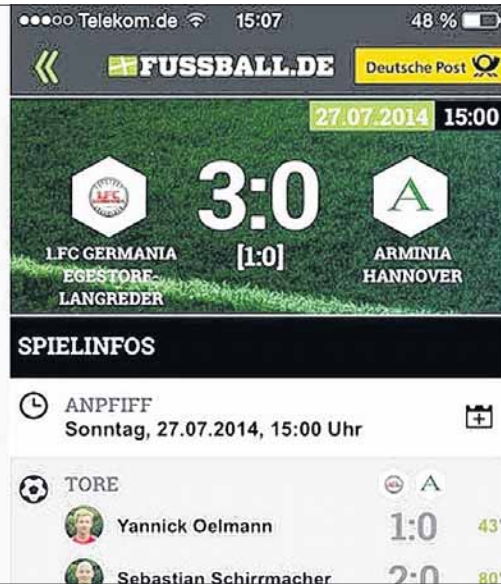 Telekom.de 15:07 48 %
FUSSBALL.DE Deutsche Post
27.07.2014 15:00
3:0
[1:0]
1.FC GERMANIA
EGESTORF-
LANGREDER
A
ARMINIA
HANNOVER
SPIELINFOS
ANPFIFF
Sonntag, 27.07.2014, 15:00 Uhr
TORE
A
Yannick Oelmann 1:0 43'
Sebastian Schirrmacher 2:0 80'